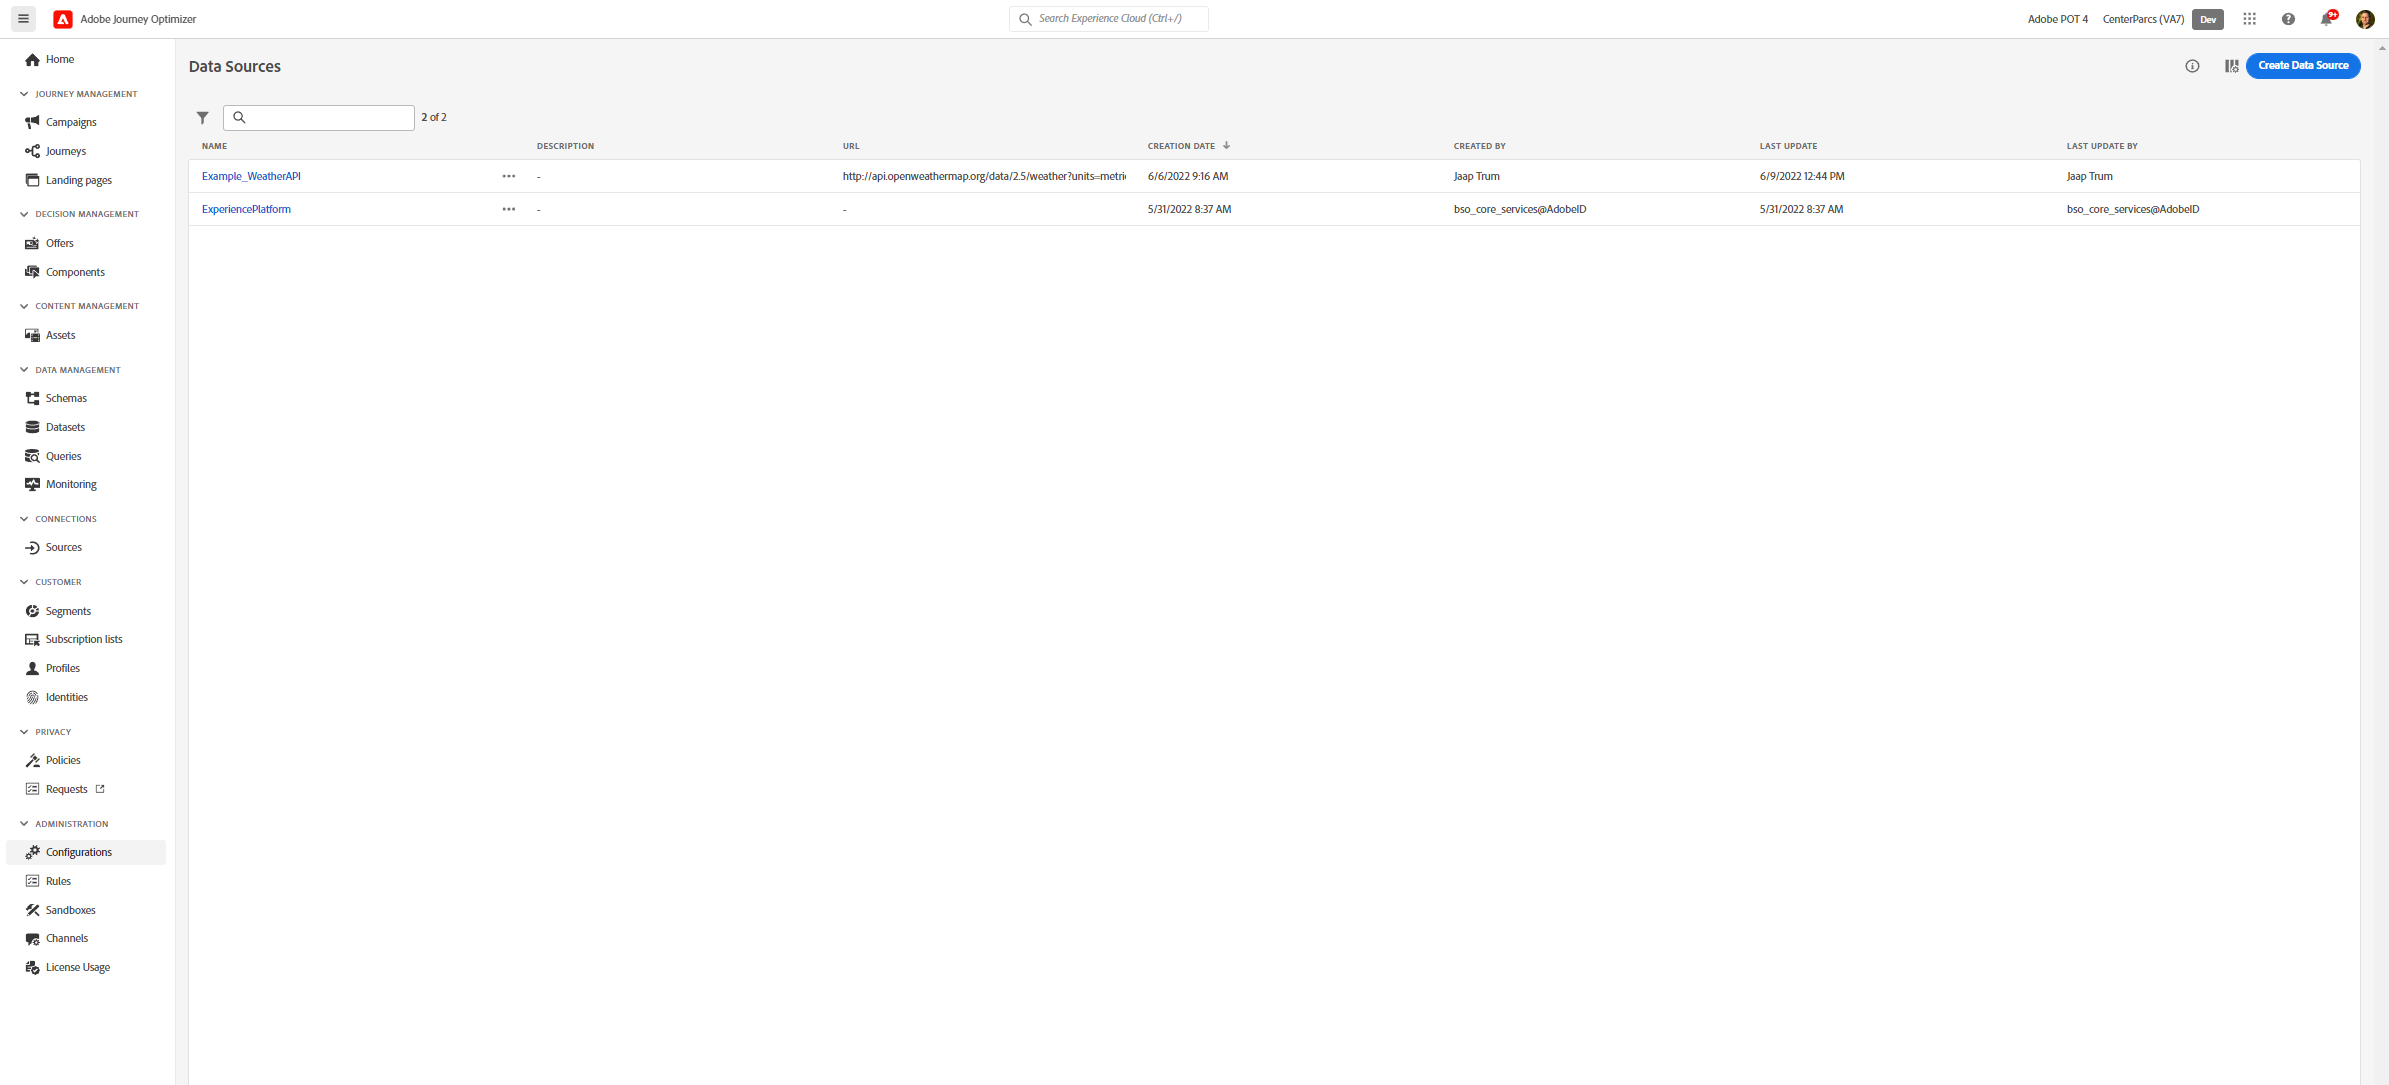 Adobe Journey Optimizer
Search Experience Cloud (Ctrl+/)
Adobe POT 4
CenterParcs (VA7)
Dev
9+
Home
JOURNEY MANAGEMENT
Campaigns
Journeys
Landing pages
DECISION MANAGEMENT
Offers
Components
CONTENT MANAGEMENT
Assets
DATA MANAGEMENT
Schemas
Datasets
Queries
Monitoring
CONNECTIONS
Sources
CUSTOMER
Segments
Subscription lists
Profiles
Identities
PRIVACY
Policies
Requests
ADMINISTRATION
Configurations
Rules
Sandboxes
Channels
License Usage
Data Sources
Create Data Source
2 of 2
NAME DESCRIPTION URL CREATION DATE CREATED BY LAST UPDATE LAST UPDATE BY
Example_WeatherAPI - http://api.openweathermap.org/data/2.5/weather?units=metri 6/6/2022 9:16 AM Jaap Trum 6/9/2022 12:44 PM Jaap Trum
ExperiencePlatform - - 5/31/2022 8:37 AM bso_core_services@AdobeID 5/31/2022 8:37 AM bso_core_services@AdobeID